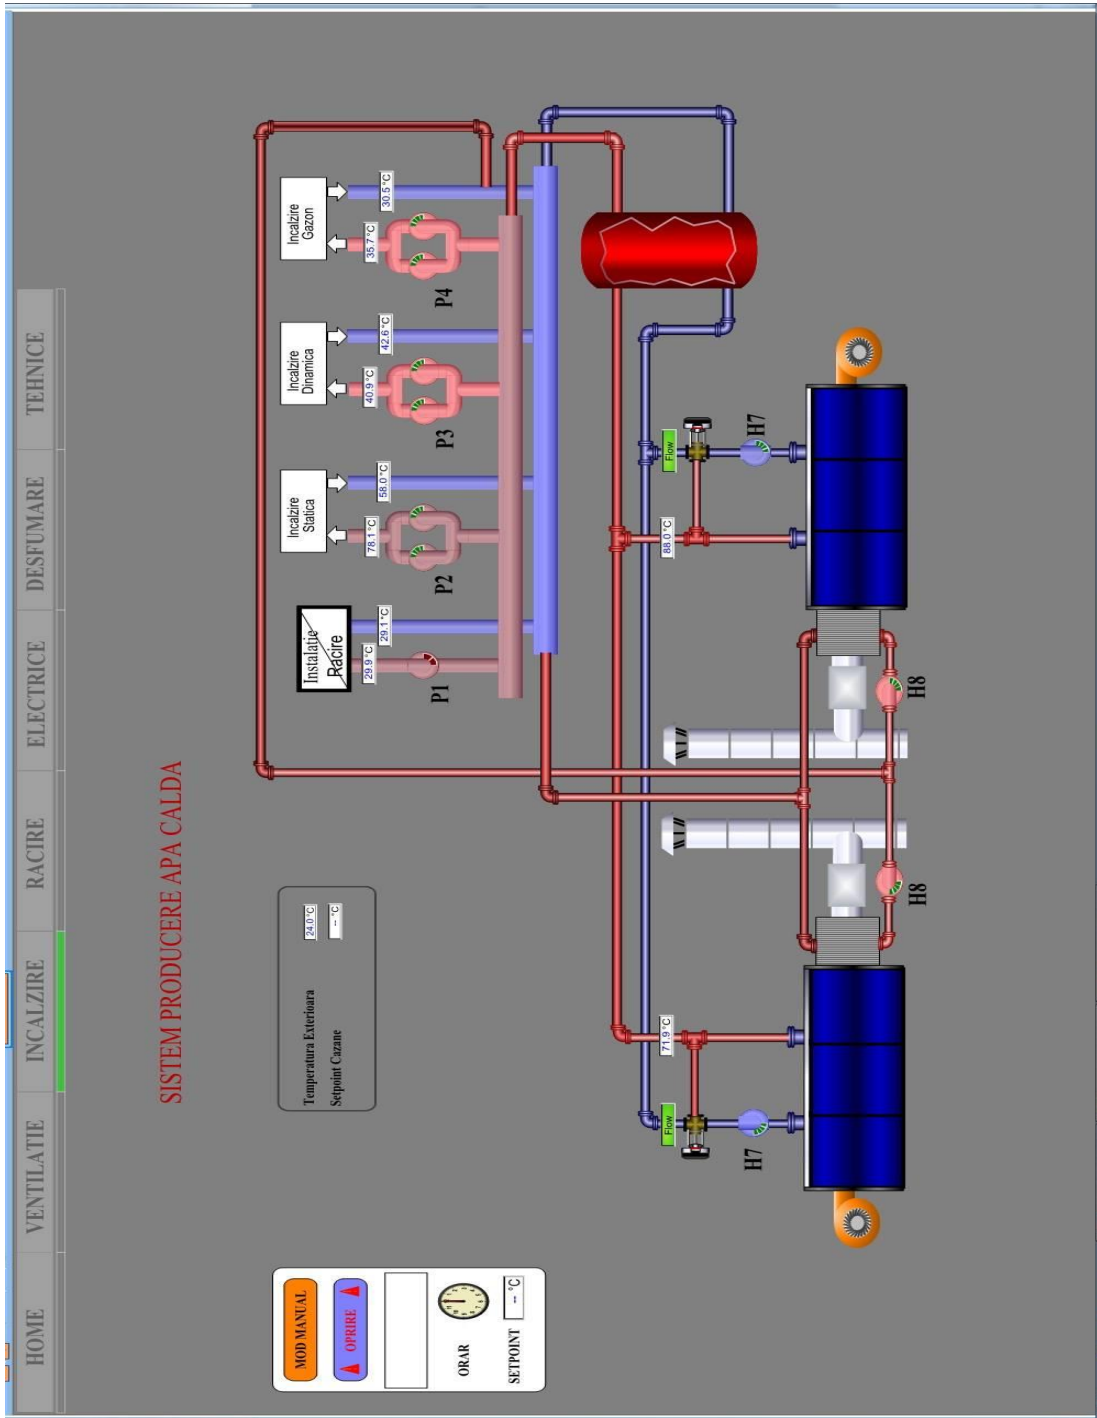 HOME
VENTILATIE
INCALZIRE
RACIRE
ELECTRICE
DESFUMARE
TEHNICE
SISTEM PRODUCERE APA CALDA
MOD MANUAL
OPRIRE
ORAR
SETPOINT
-- °C
Temperatura Exterioara
24.0 °C
Setpoint Cazane
-- °C
Instalatie
Racire
29.9 °C
29.1 °C
P1
Incalzire
Statica
78.1 °C
58.0 °C
P2
Incalzire
Dinamica
40.9 °C
42.6 °C
P3
Incalzire
Gazon
35.7 °C
30.5 °C
P4
Flow
71.9 °C
H7
H8
88.0 °C
Flow
H7
H8